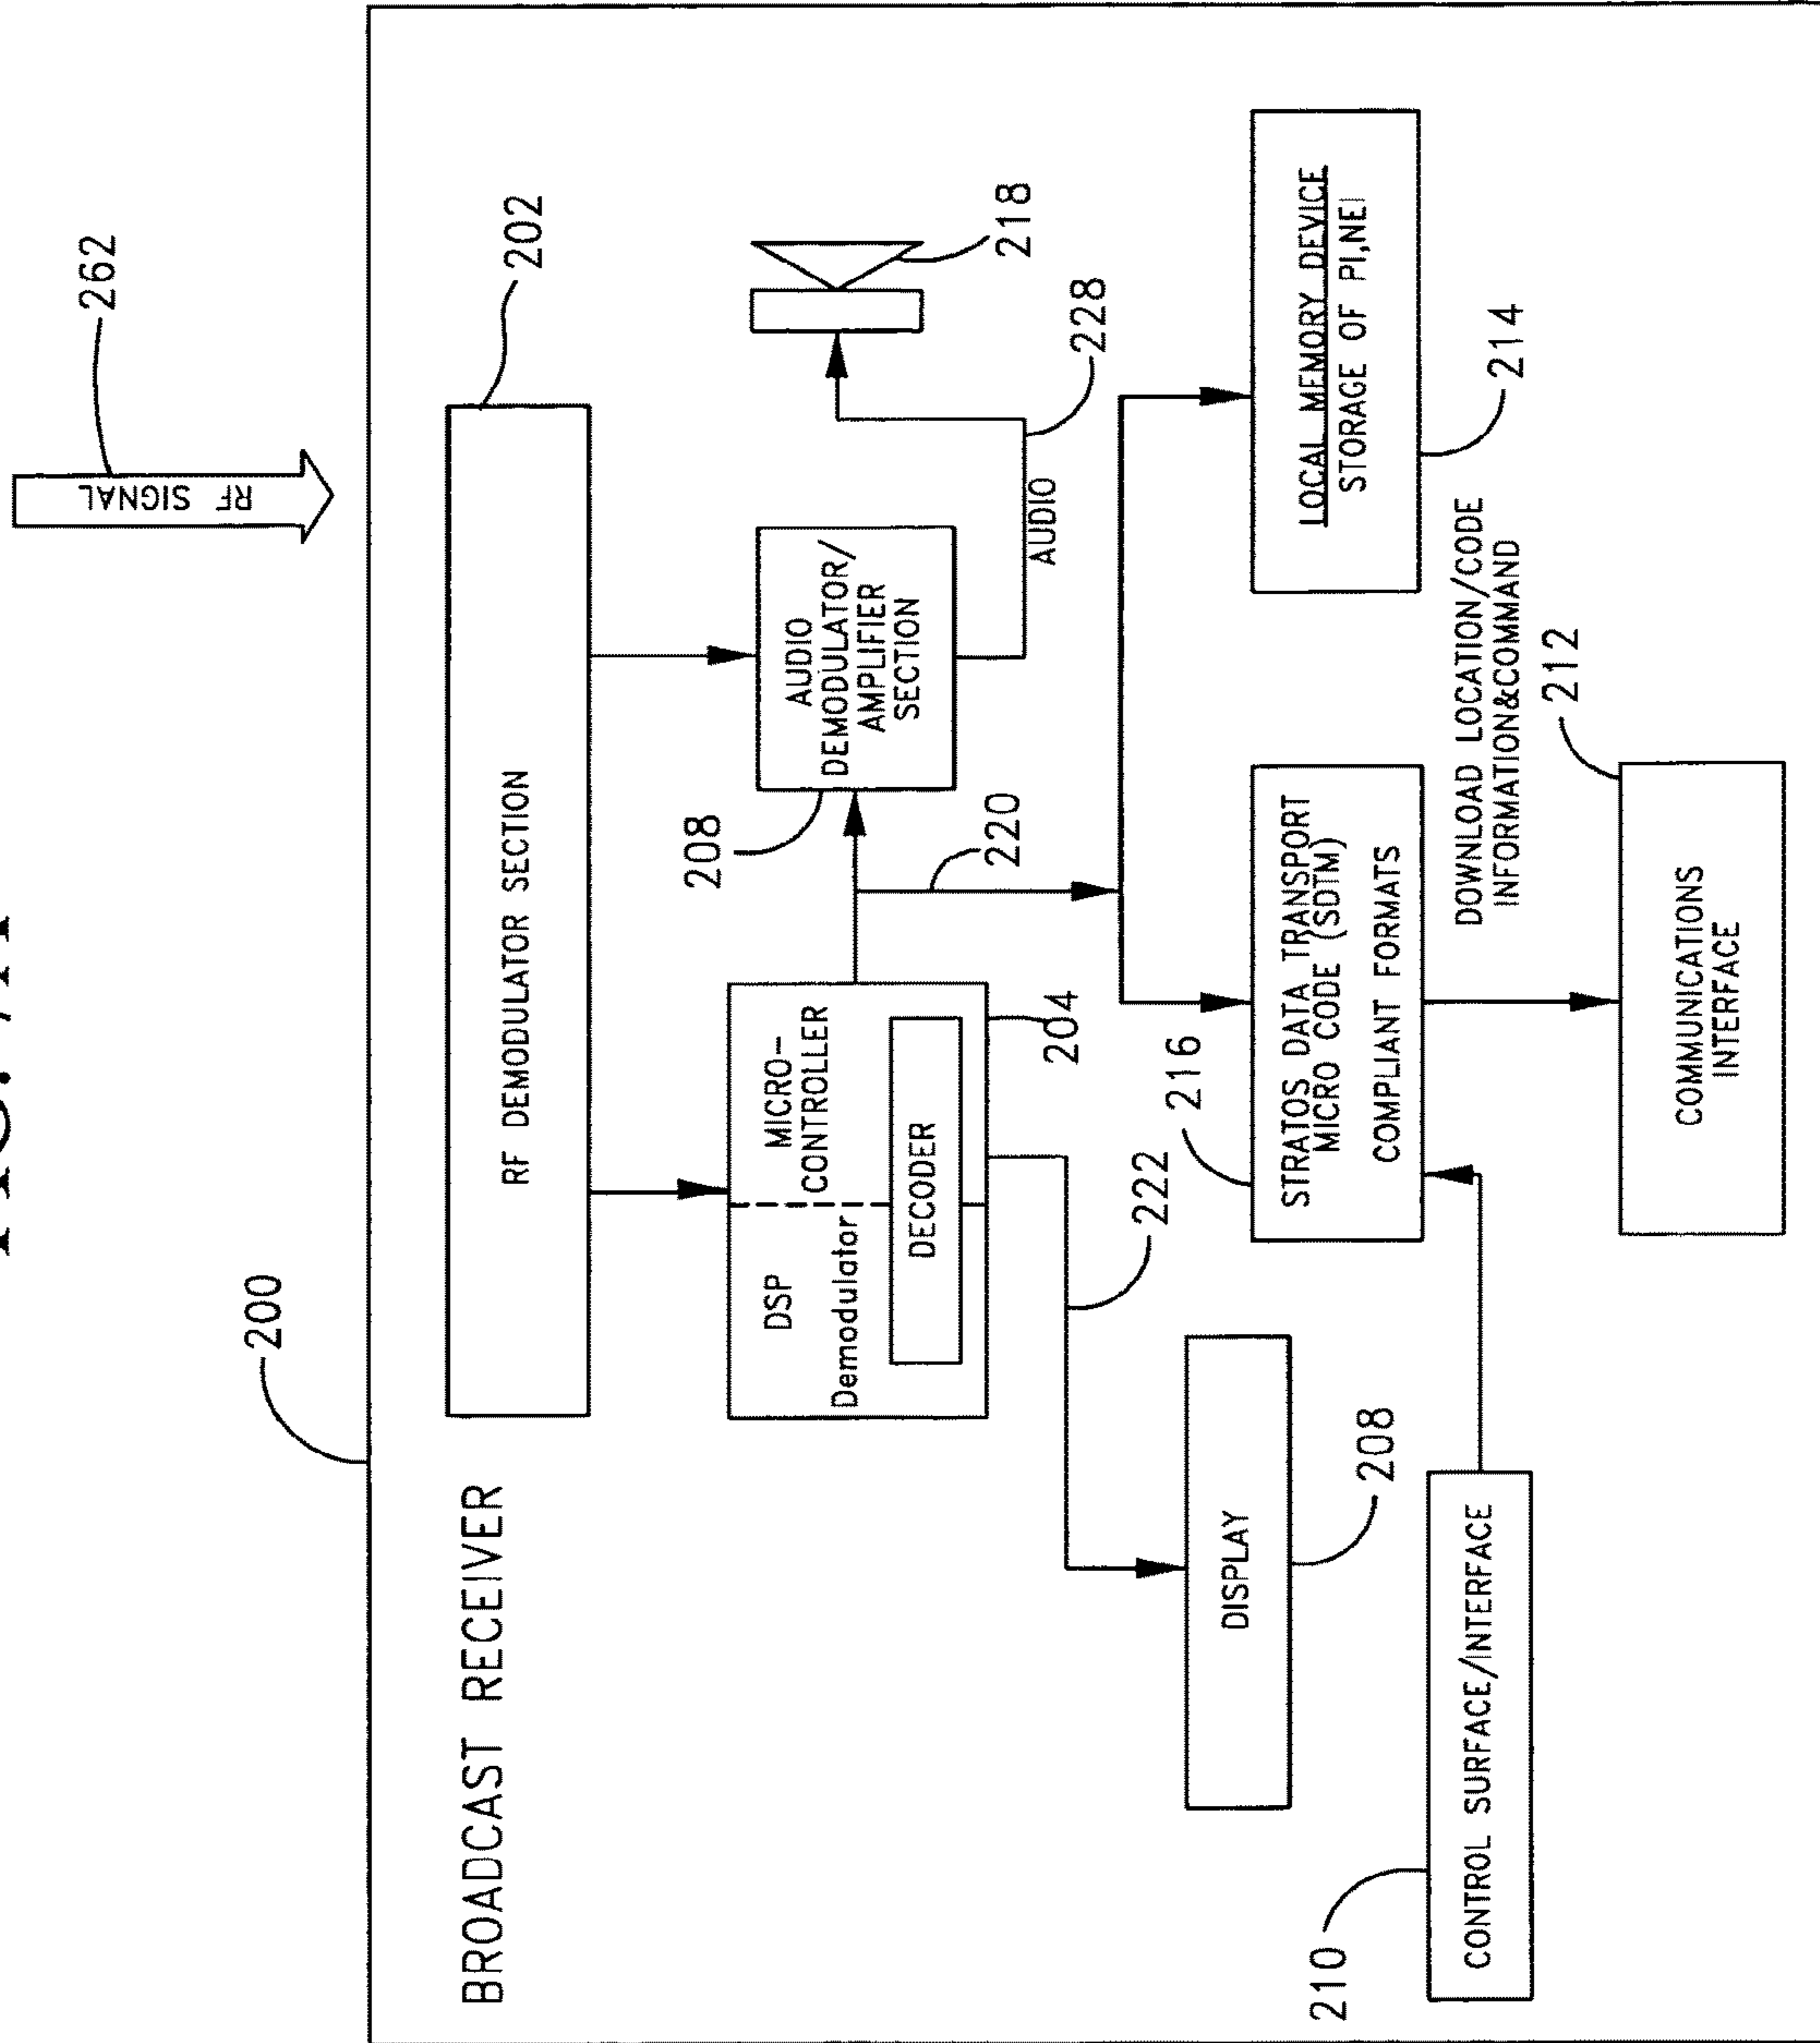 262
RF SIGNAL
200
BROADCAST RECEIVER
RF DEMODULATOR SECTION
202
DSP
Demodulator
MICRO-
CONTROLLER
DECODER
204
208
AUDIO
DEMODULATOR/
AMPLIFIER
SECTION
218
228
AUDIO
220
222
DISPLAY
208
216
STRATOS DATA TRANSPORT
MICRO CODE (SDTM)
COMPLIANT FORMATS
LOCAL MEMORY DEVICE
STORAGE OF PI,NEI
214
DOWNLOAD LOCATION/CODE
INFORMATION&COMMAND
210
CONTROL SURFACE/INTERFACE
212
COMMUNICATIONS
INTERFACE